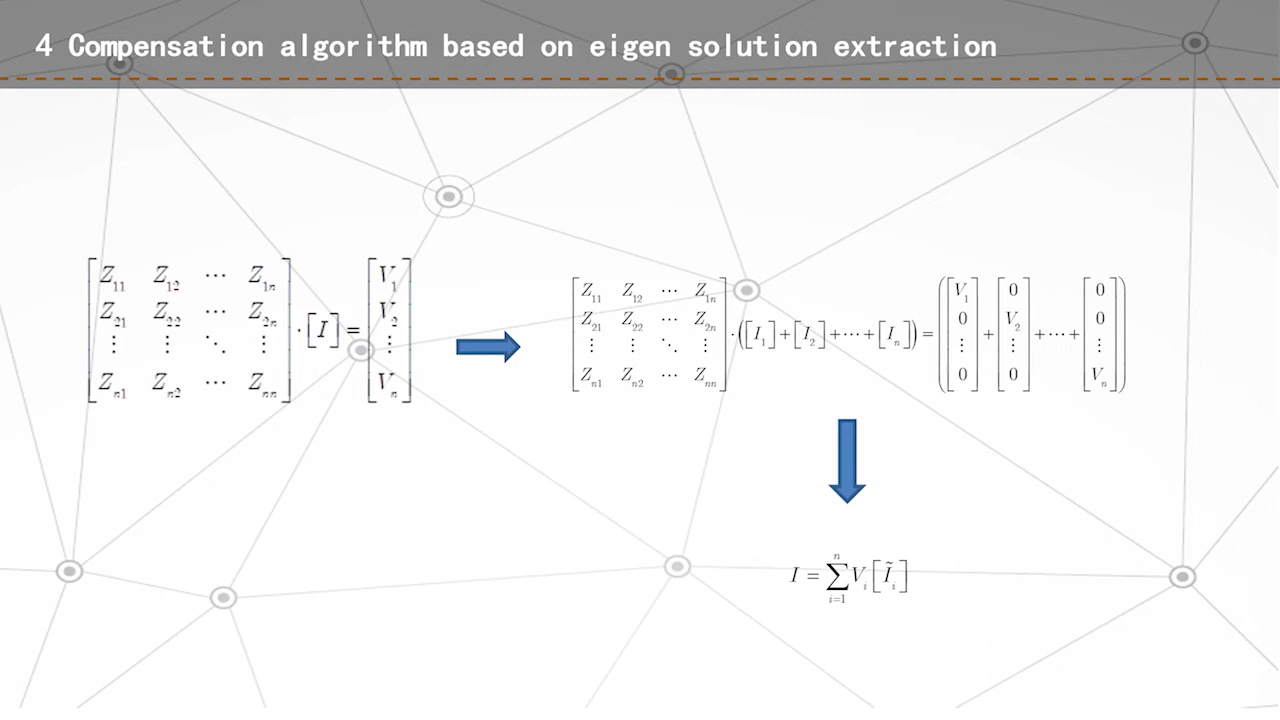 4 Compensation algorithm based on eigen solution extraction
[Z₁₁ Z₁₂ ⋯ Z₁ₙ
Z₂₁ Z₂₂ ⋯ Z₂ₙ
⋮ ⋮ ⋱ ⋮
Zₙ₁ Zₙ₂ ⋯ Zₙₙ] · [I] = [V₁
V₂
⋮
Vₙ]
[Z₁₁ Z₁₂ ⋯ Z₁ₙ
Z₂₁ Z₂₂ ⋯ Z₂ₙ
⋮ ⋮ ⋱ ⋮
Zₙ₁ Zₙ₂ ⋯ Zₙₙ] · ([I₁]+[I₂]+⋯+[Iₙ]) = ([V₁
0
⋮
0] + [0
V₂
⋮
0] +⋯+ [0
0
⋮
Vₙ])
I = ∑ⁿᵢ₌₁ Vᵢ[Ĩᵢ]